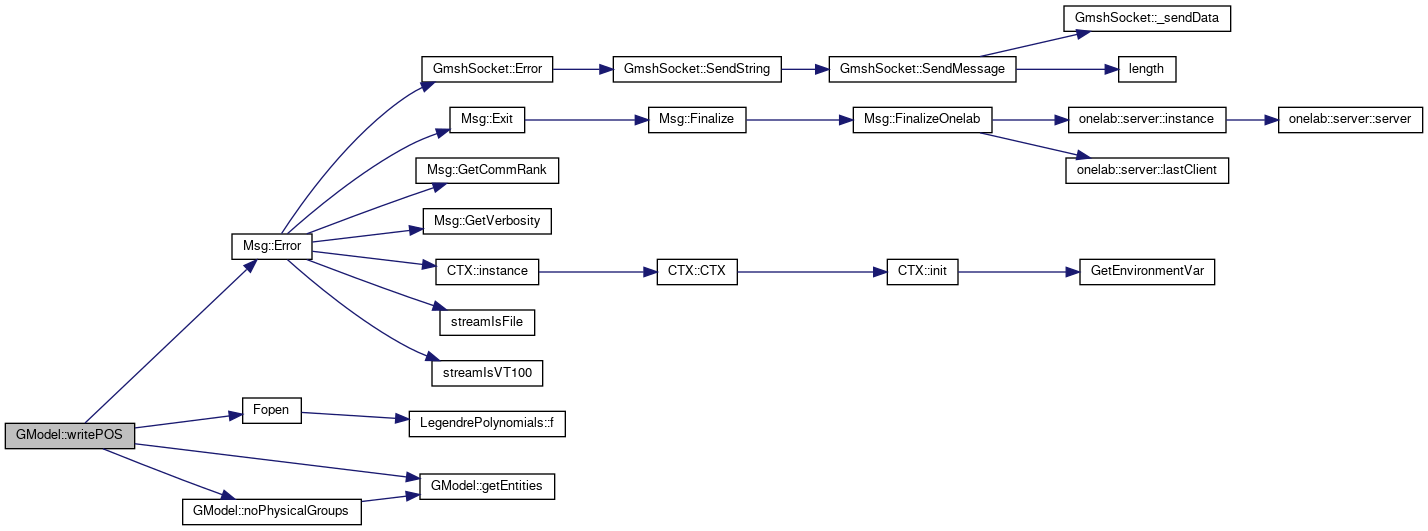 GmshSocket::_sendData
GmshSocket::Error
GmshSocket::SendString
GmshSocket::SendMessage
length
Msg::Exit
Msg::Finalize
Msg::FinalizeOnelab
onelab::server::instance
onelab::server::server
Msg::GetCommRank
onelab::server::lastClient
Msg::GetVerbosity
Msg::Error
CTX::instance
CTX::CTX
CTX::init
GetEnvironmentVar
streamIsFile
streamIsVT100
Fopen
LegendrePolynomials::f
GModel::writePOS
GModel::getEntities
GModel::noPhysicalGroups